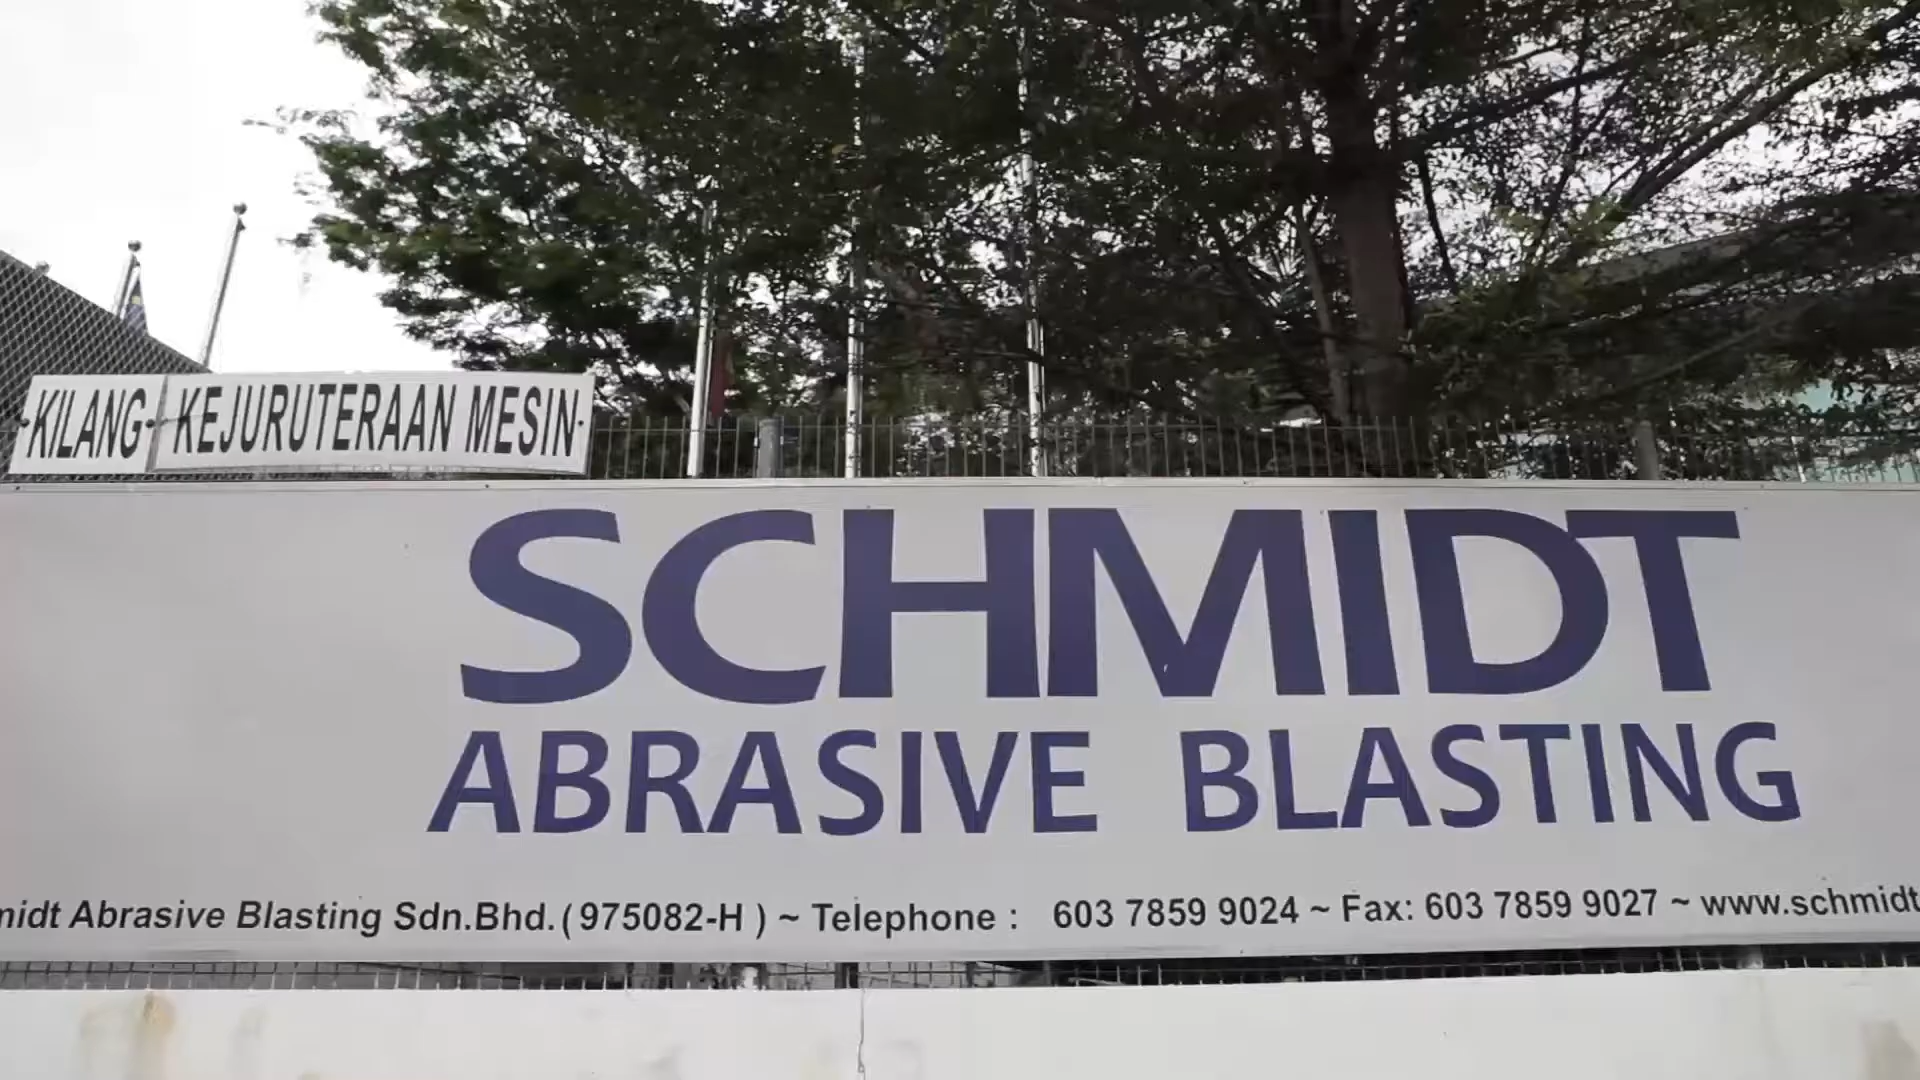 KILANG KEJURUTERAAN MESIN
SCHMIDT
ABRASIVE BLASTING
Abrasive Blasting Sdn.Bhd. ( 975082-H ) ~ Telephone : 603 7859 9024 ~ Fax: 603 7859 9027 ~ www.schmidt